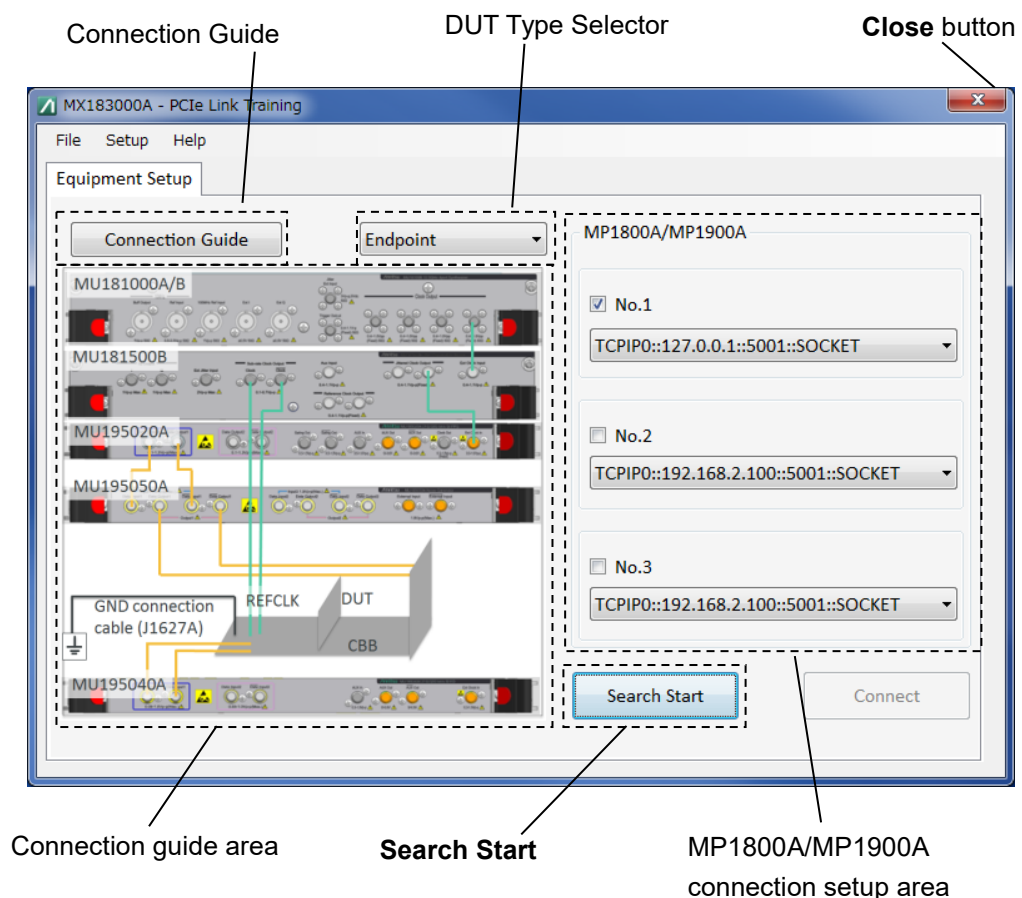 Connection Guide
DUT Type Selector
Close button
MX183000A - PCIe Link Training
x
File Setup Help
Equipment Setup
Connection Guide
Endpoint
MP1800A/MP1900A
MU181000A/B
No.1
TCPIP0::127.0.0.1::5001::SOCKET
MU181500B
MU195020A
No.2
TCPIP0::192.168.2.100::5001::SOCKET
MU195050A
No.3
TCPIP0::192.168.2.100::5001::SOCKET
GND connection
cable (J1627A)
REFCLK
DUT
CBB
MU195040A
Search Start
Connect
Connection guide area
Search Start
MP1800A/MP1900A
connection setup area